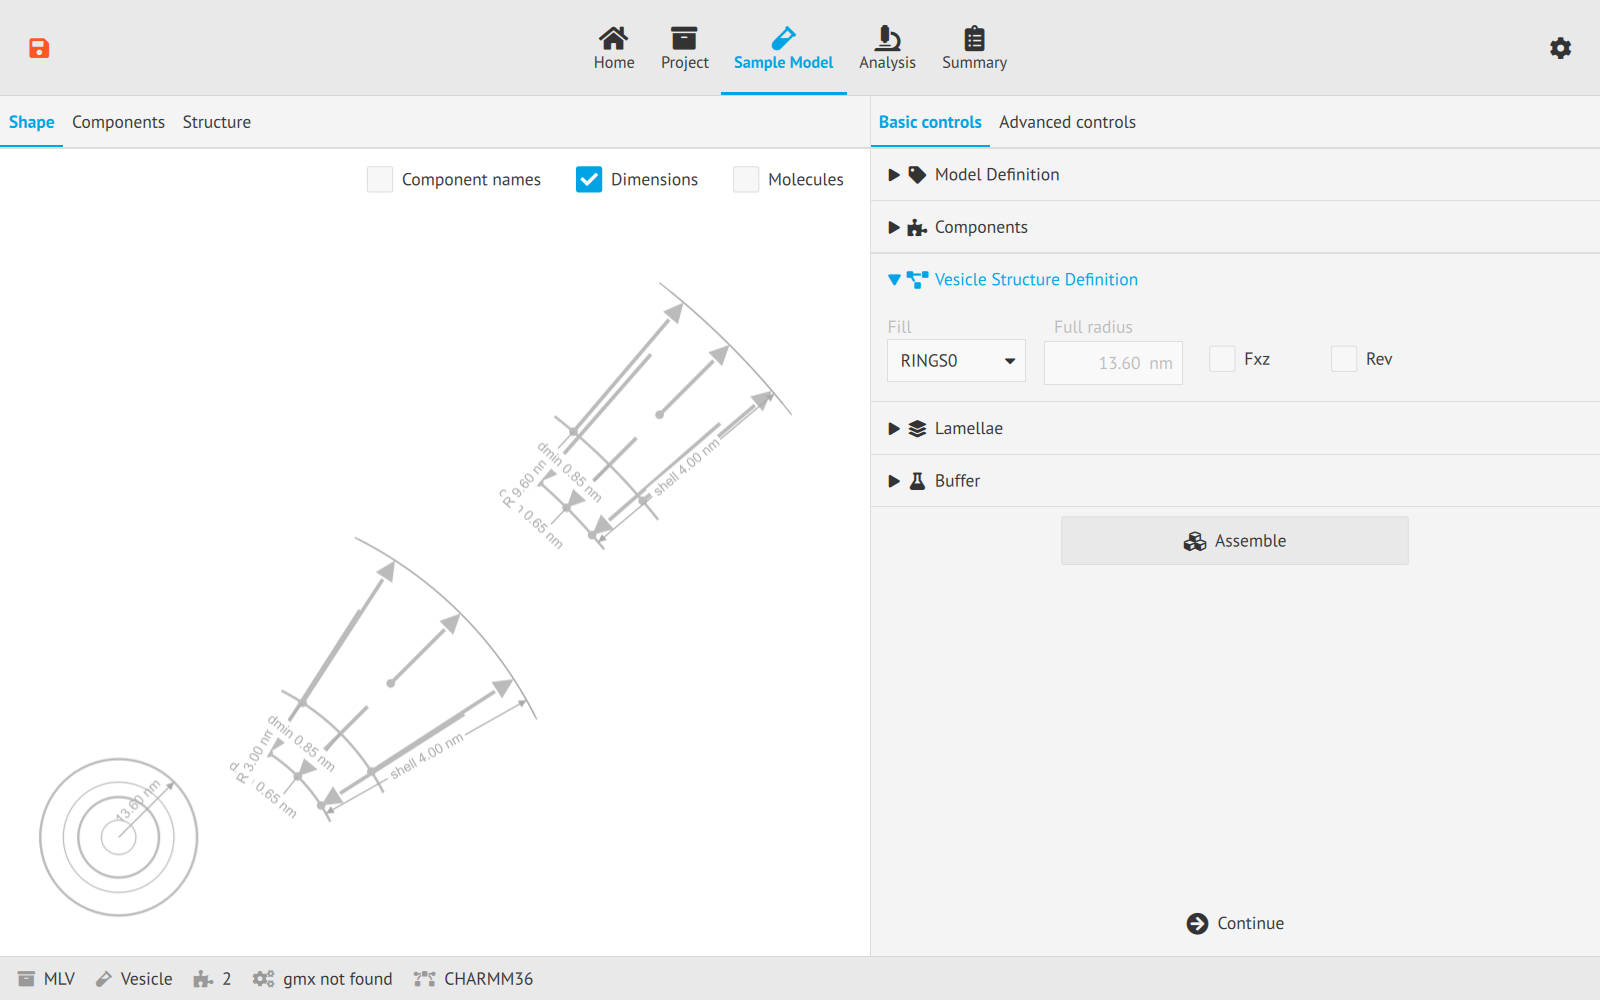 Home
Project
Sample Model
Analysis
Summary
Shape
Components
Structure
Basic controls
Advanced controls
Component names
Dimensions
Molecules
Model Definition
Components
Vesicle Structure Definition
Fill
Full radius
RINGS0
13.60 nm
Fxz
Rev
Lamellae
Buffer
Assemble
Continue
dmin 0.85 nm
R 9.60 nm
0.65 nm
shell 4.00 nm
dmin 0.85 nm
R 3.00 nm
0.65 nm
shell 4.00 nm
13.60 nm
MLV
Vesicle
2
gmx not found
CHARMM36